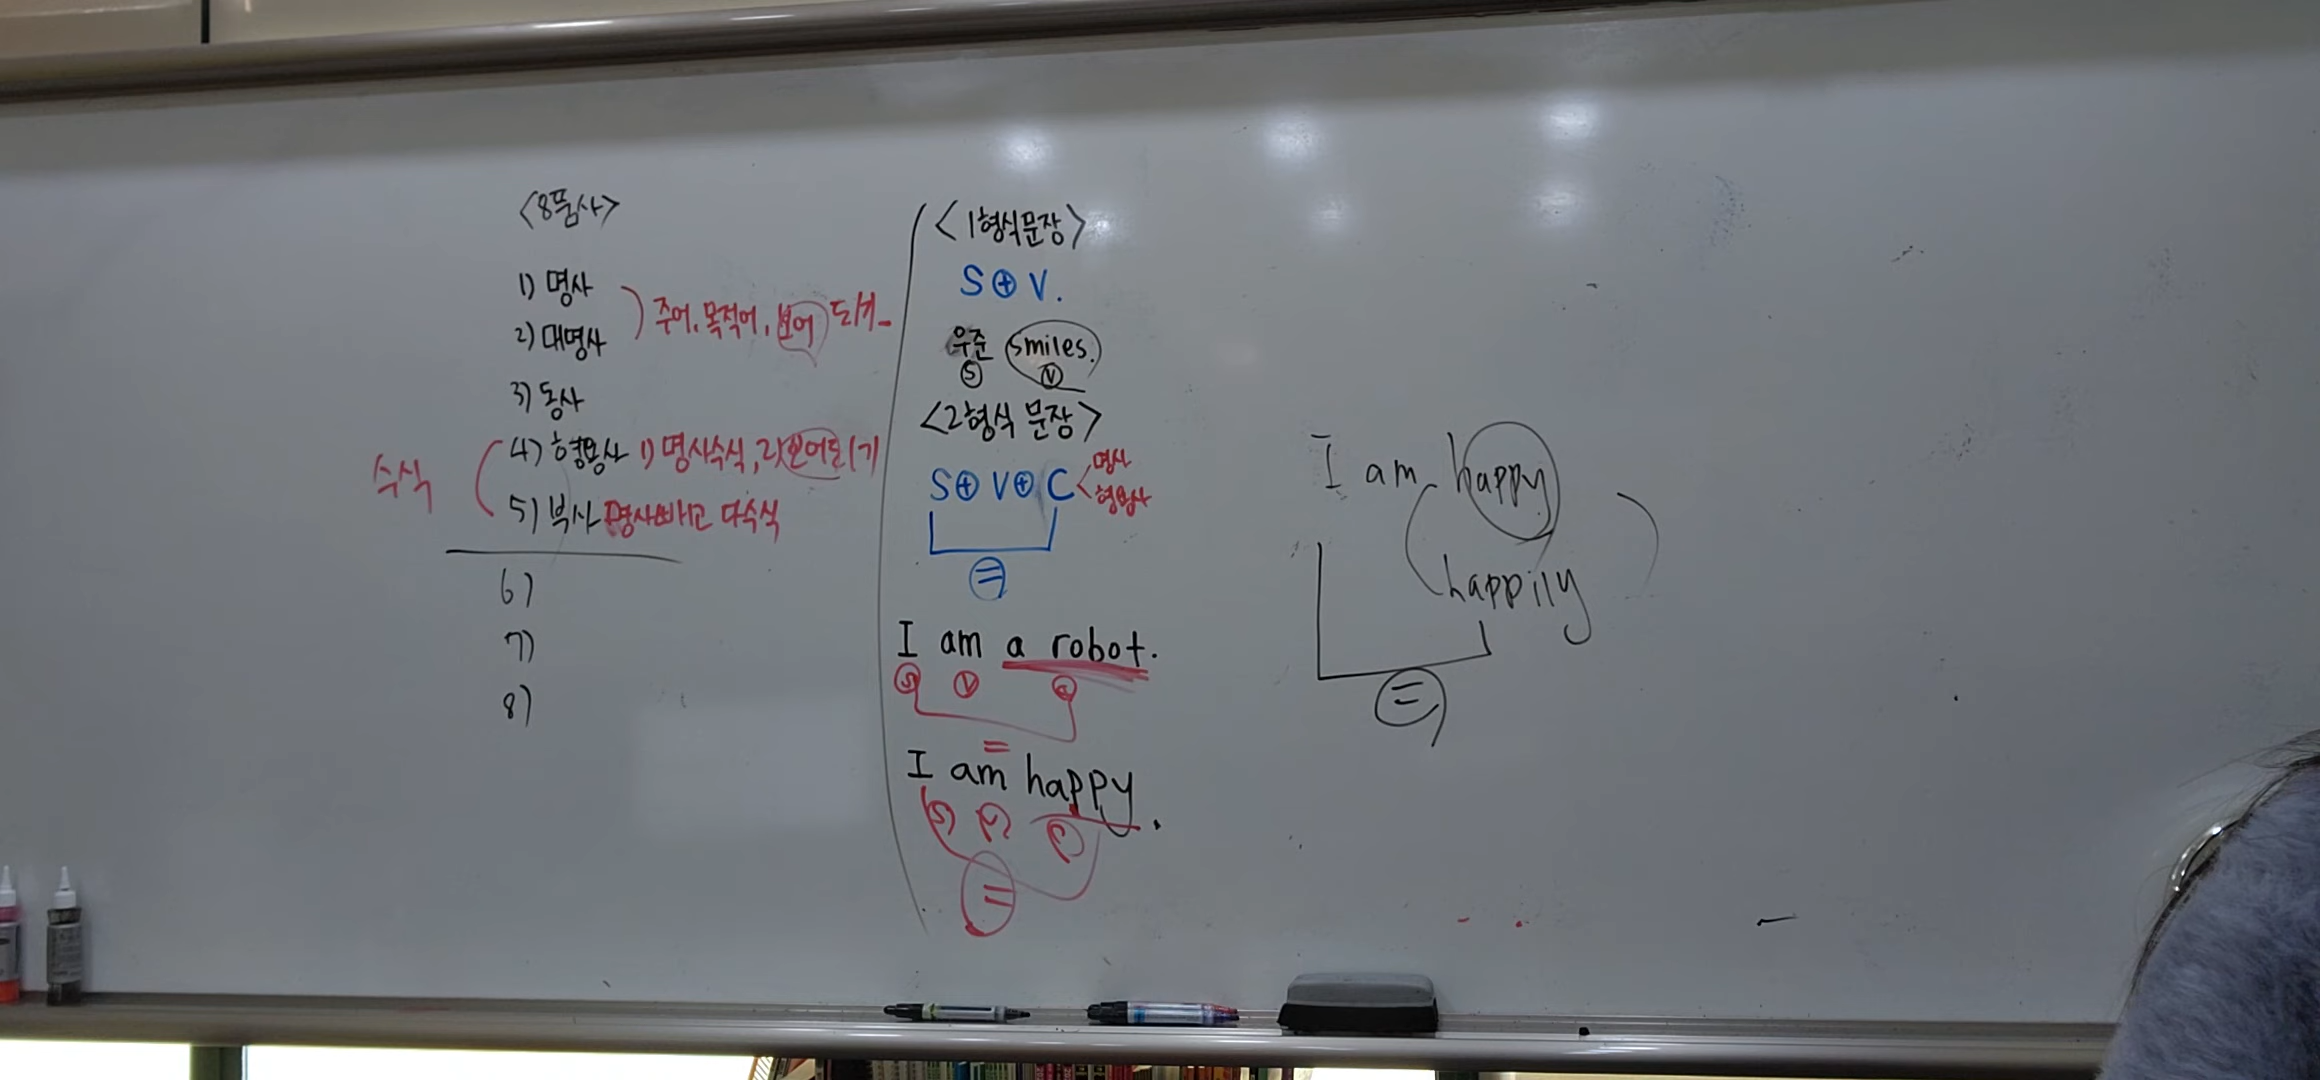 <8품사>
1) 명사
2) 대명사
) 주어, 목적어, 보어 되기
3) 동사
수식
4) 형용사 1) 명사수식, 2) 보어되기
5) 부사 명사빼고 다수식
6)
7)
8)
<1형식문장>
S ⊕ V.
우준 smiles.
Ⓢ Ⓥ
<2형식 문장>
S ⊕ V ⊕ C < 명사
형용사
=
I am a robot.
Ⓢ Ⓥ Ⓒ
=
I am happy.
Ⓢ Ⓥ Ⓒ
=
I am happy
happily
=